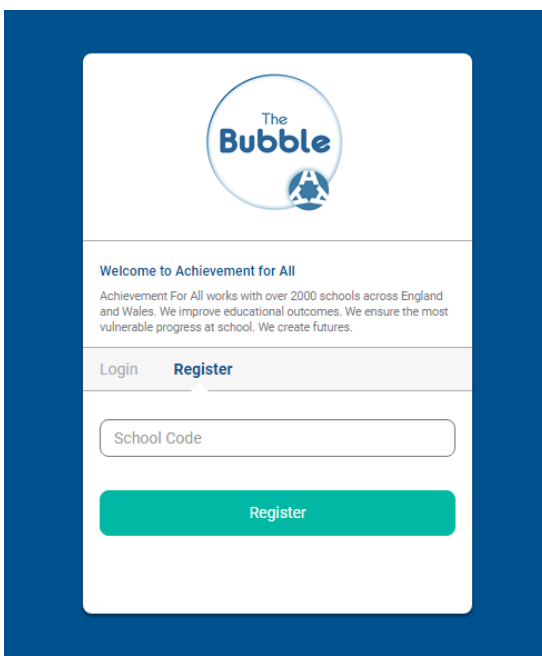 The
Bubble
Welcome to Achievement for All
Achievement For All works with over 2000 schools across England
and Wales. We improve educational outcomes. We ensure the most
vulnerable progress at school. We create futures.
Login Register
School Code
Register